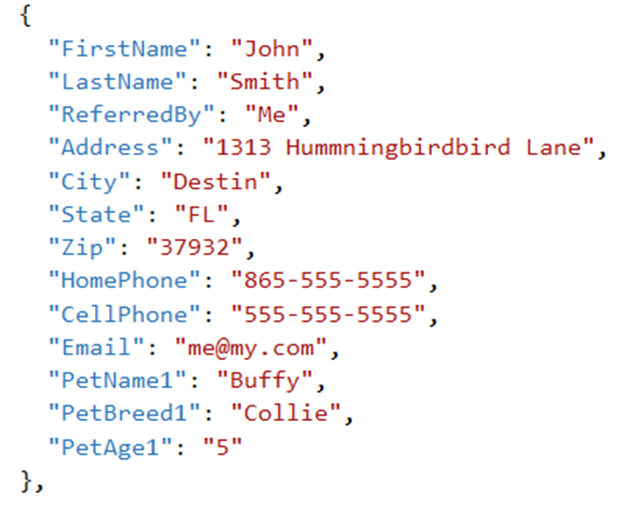 {
"FirstName": "John",
"LastName": "Smith",
"ReferredBy": "Me",
"Address": "1313 Hummningbirdbird Lane",
"City": "Destin",
"State": "FL",
"Zip": "37932",
"HomePhone": "865-555-5555",
"CellPhone": "555-555-5555",
"Email": "me@my.com",
"PetName1": "Buffy",
"PetBreed1": "Collie",
"PetAge1": "5"
},